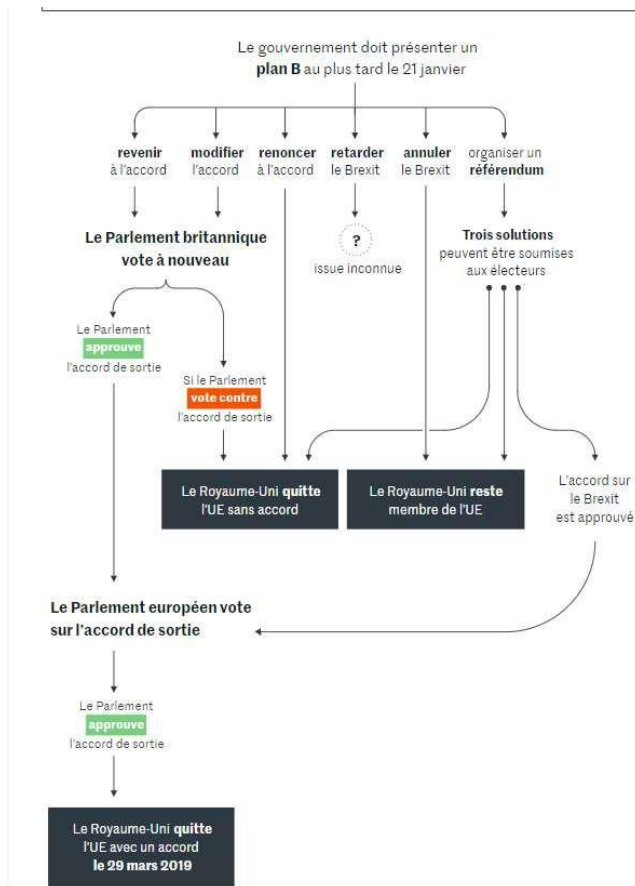 Le gouvernement doit présenter un
plan B au plus tard le 21 janvier
revenir
à l'accord
modifier
l'accord
renoncer
à l'accord
retarder
le Brexit
annuler
le Brexit
organiser un
référendum
Le Parlement britannique
vote à nouveau
?
issue inconnue
Trois solutions
peuvent être soumises
aux électeurs
Le Parlement
approuve
l'accord de sortie
Si le Parlement
vote contre
l'accord de sortie
Le Royaume-Uni quitte
l'UE sans accord
Le Royaume-Uni reste
membre de l'UE
L'accord sur
le Brexit
est approuvé
Le Parlement européen vote
sur l'accord de sortie
Le Parlement
approuve
l'accord de sortie
Le Royaume-Uni quitte
l'UE avec un accord
le 29 mars 2019